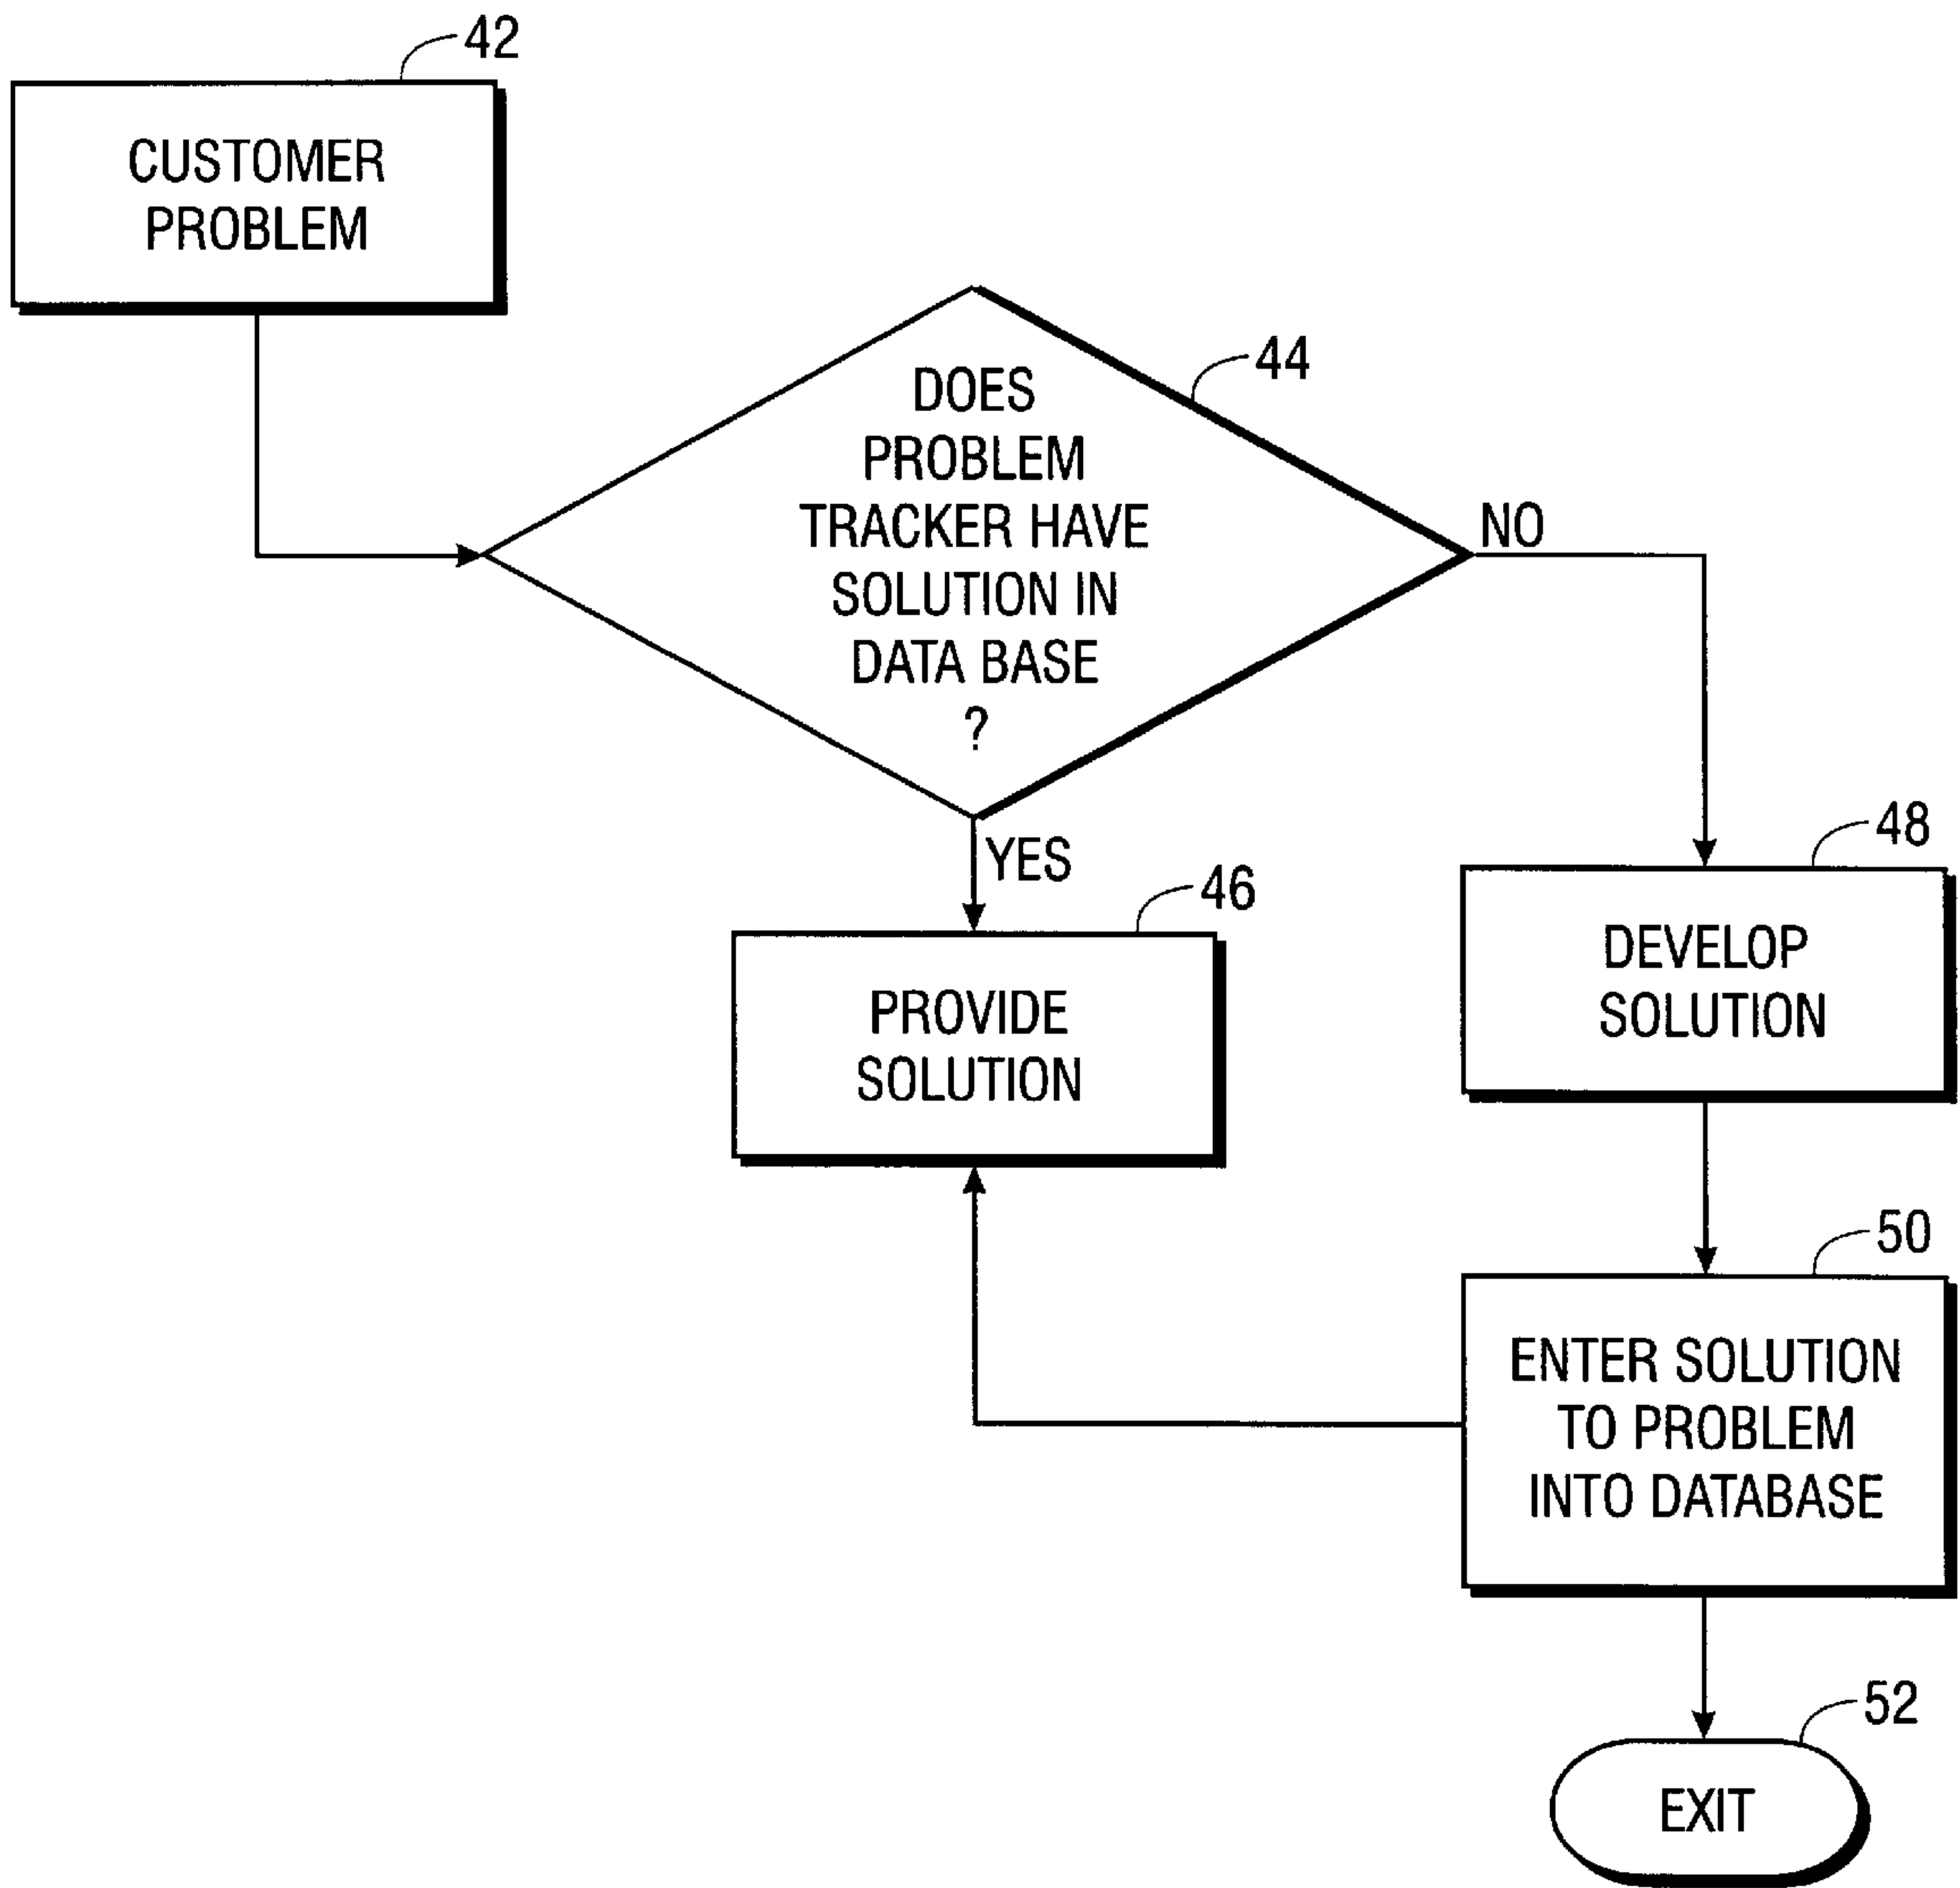 42
CUSTOMER
PROBLEM
44
DOES
PROBLEM
TRACKER HAVE
SOLUTION IN
DATA BASE
?
NO
YES
46
PROVIDE
SOLUTION
48
DEVELOP
SOLUTION
50
ENTER SOLUTION
TO PROBLEM
INTO DATABASE
52
EXIT